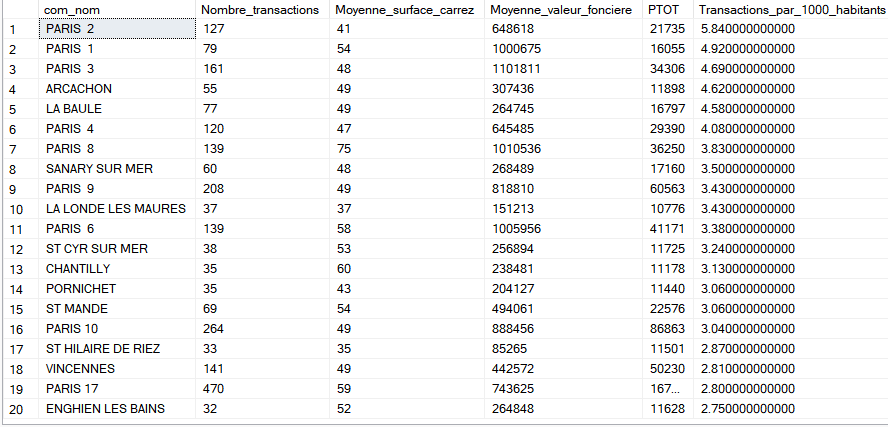 com_nom Nombre_transactions Moyenne_surface_carrez Moyenne_valeur_fonciere PTOT Transactions_par_1000_habitants
1 PARIS 2 127 41 648618 21735 5.840000000000
2 PARIS 1 79 54 1000675 16055 4.920000000000
3 PARIS 3 161 48 1101811 34306 4.690000000000
4 ARCACHON 55 49 307436 11898 4.620000000000
5 LA BAULE 77 49 264745 16797 4.580000000000
6 PARIS 4 120 47 645485 29390 4.080000000000
7 PARIS 8 139 75 1010536 36250 3.830000000000
8 SANARY SUR MER 60 48 268489 17160 3.500000000000
9 PARIS 9 208 49 818810 60563 3.430000000000
10 LA LONDE LES MAURES 37 37 151213 10776 3.430000000000
11 PARIS 6 139 58 1005956 41171 3.380000000000
12 ST CYR SUR MER 38 53 256894 11725 3.240000000000
13 CHANTILLY 35 60 238481 11178 3.130000000000
14 PORNICHET 35 43 204127 11440 3.060000000000
15 ST MANDE 69 54 494061 22576 3.060000000000
16 PARIS 10 264 49 888456 86863 3.040000000000
17 ST HILAIRE DE RIEZ 33 35 85265 11501 2.870000000000
18 VINCENNES 141 49 442572 50230 2.810000000000
19 PARIS 17 470 59 743625 167... 2.800000000000
20 ENGHIEN LES BAINS 32 52 264848 11628 2.750000000000